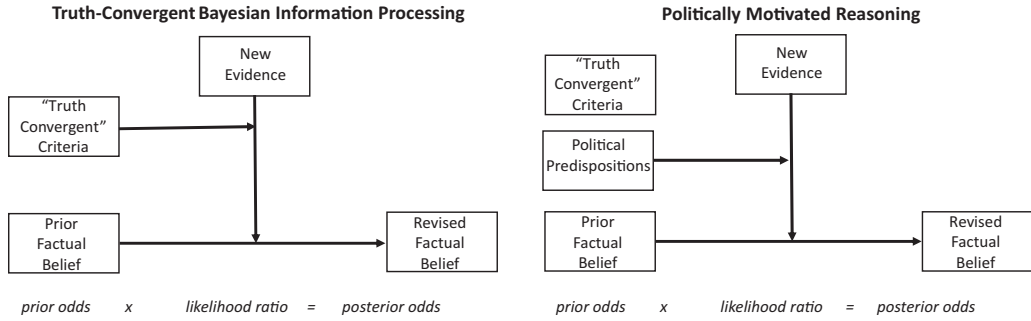 Truth-Convergent Bayesian Information Processing
New
Evidence
“Truth
Convergent”
Criteria
Prior
Factual
Belief
Revised
Factual
Belief
prior odds x likelihood ratio = posterior odds
Politically Motivated Reasoning
New
Evidence
“Truth
Convergent”
Criteria
Political
Predispositions
Prior
Factual
Belief
Revised
Factual
Belief
prior odds x likelihood ratio = posterior odds